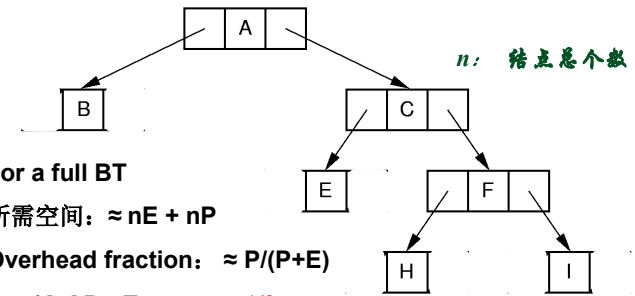 A
n： 结点总个数
B
C
or a full BT
E
F
所需空间：≈ nE + nP
Overhead fraction： ≈ P/(P+E)
H
I